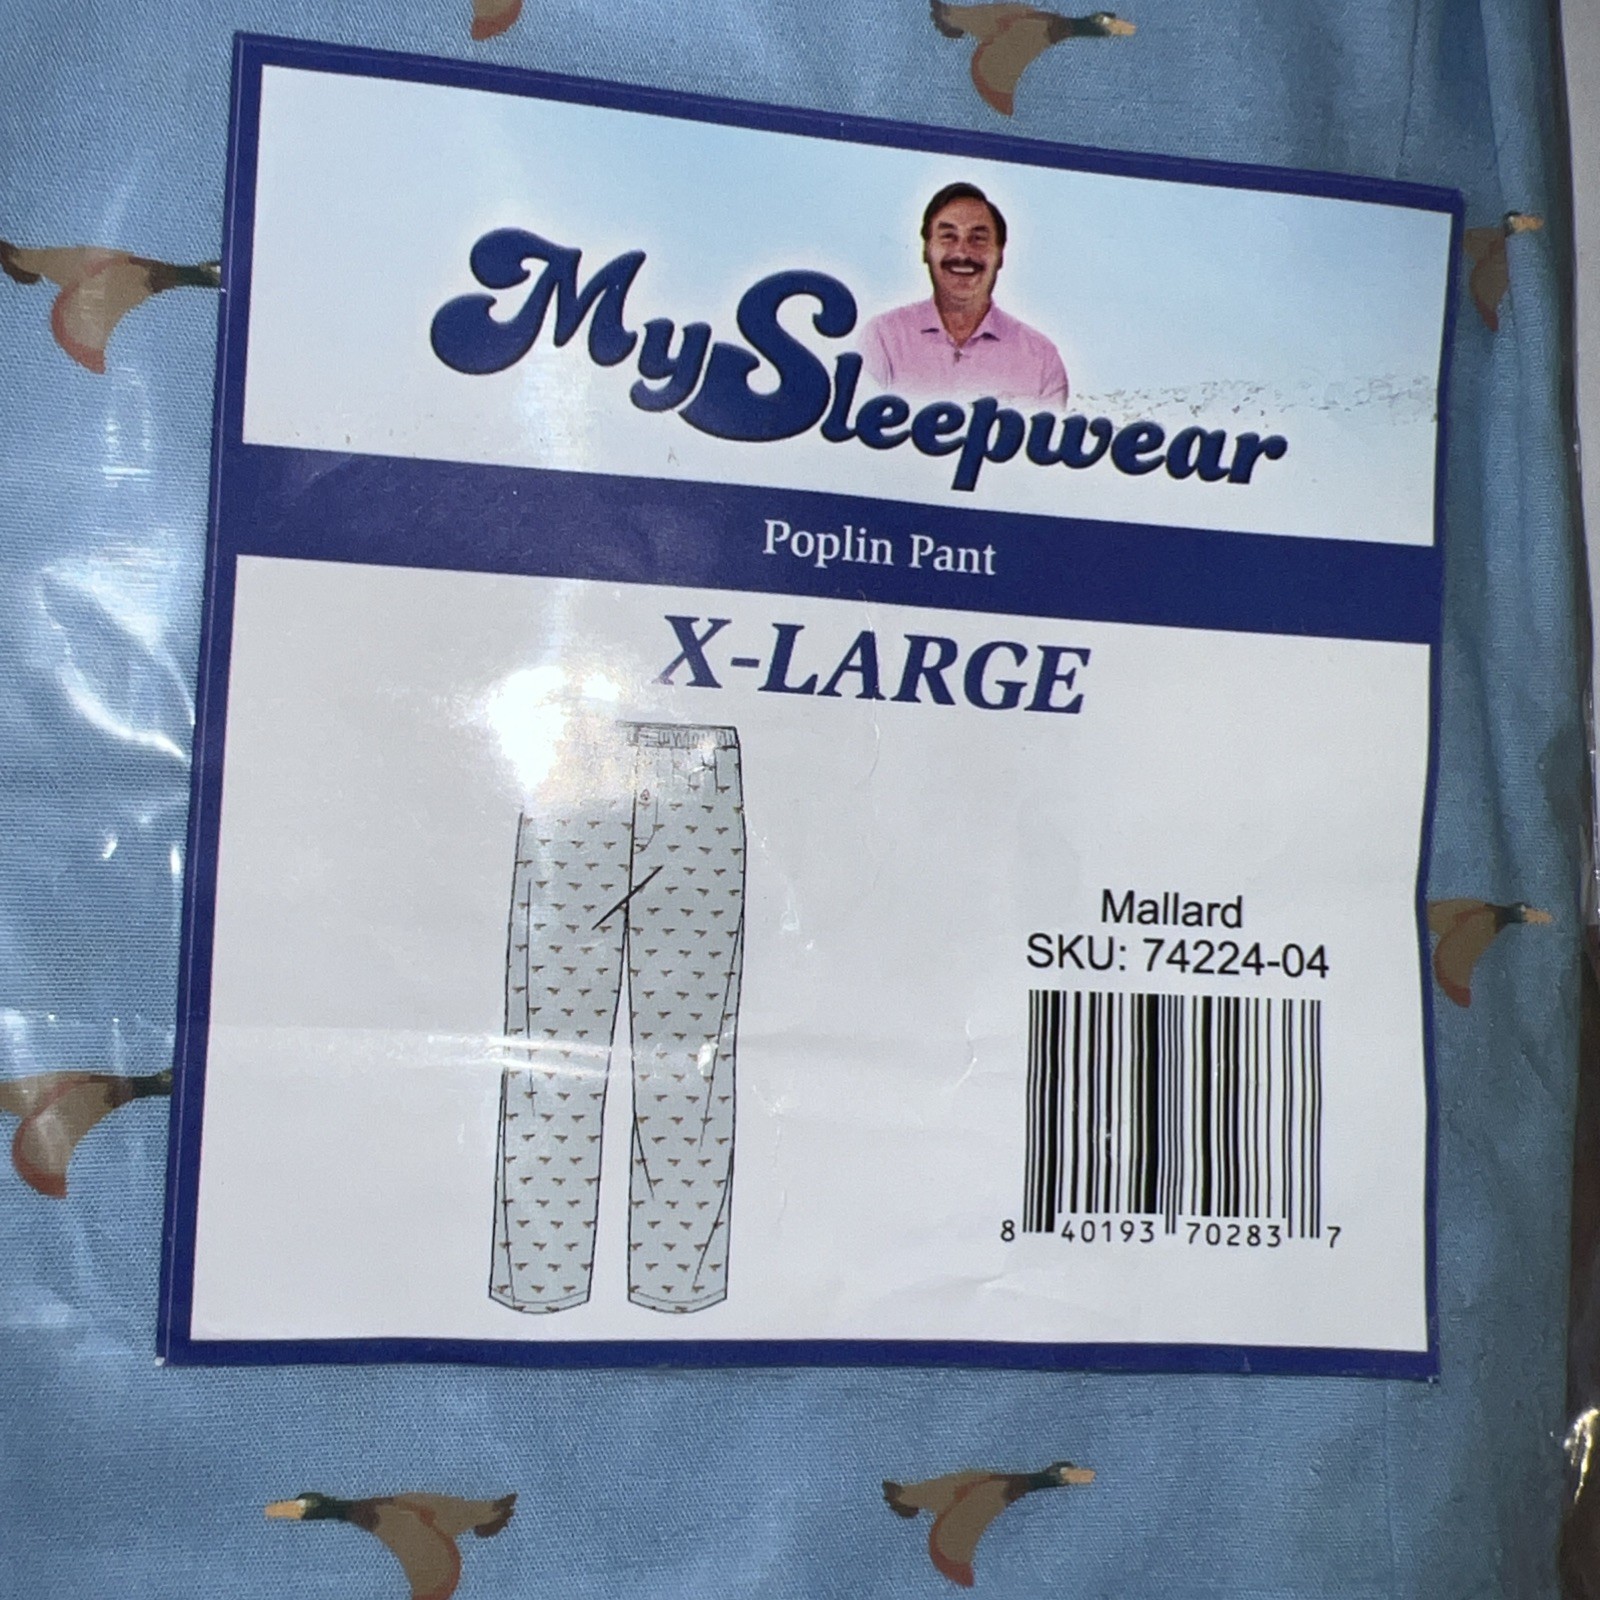 MySleepwear
Poplin Pant
X-LARGE
Mallard
SKU: 74224-04
8 40193 70283 7